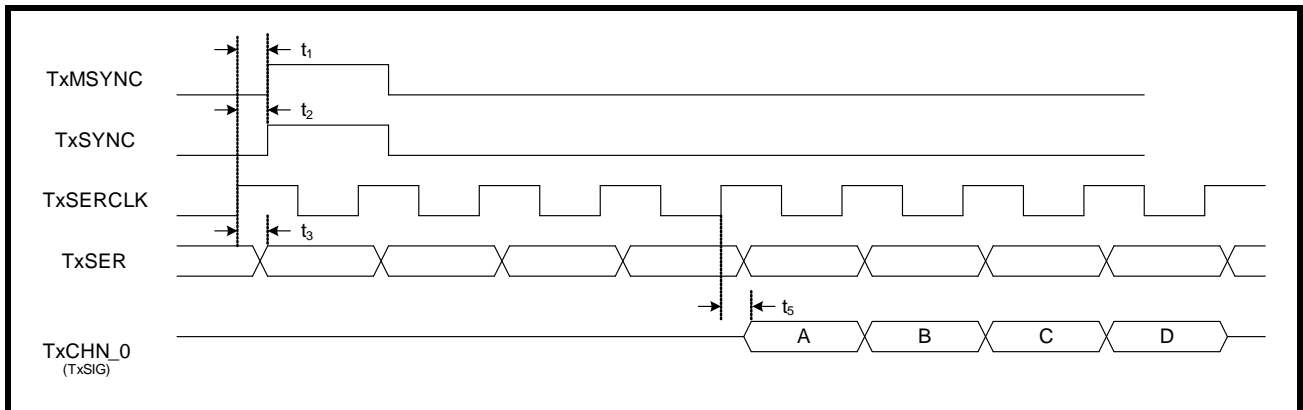 t₁
TxMSYNC
t₂
TxSYNC
TxSERCLK
t₃
TxSER
t₅
A B C D
TxCHN_0
(TxSIG)